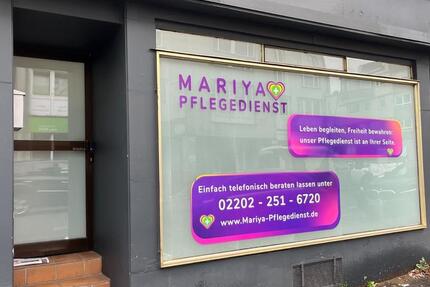 MARIYA
PFLEGEDIENST
Leben begleiten, Freiheit bewahren:
unser Pflegedienst ist an Ihrer Seite.
Einfach telefonisch beraten lassen unter
02202 - 251 - 6720
www.Mariya-Pflegedienst.de